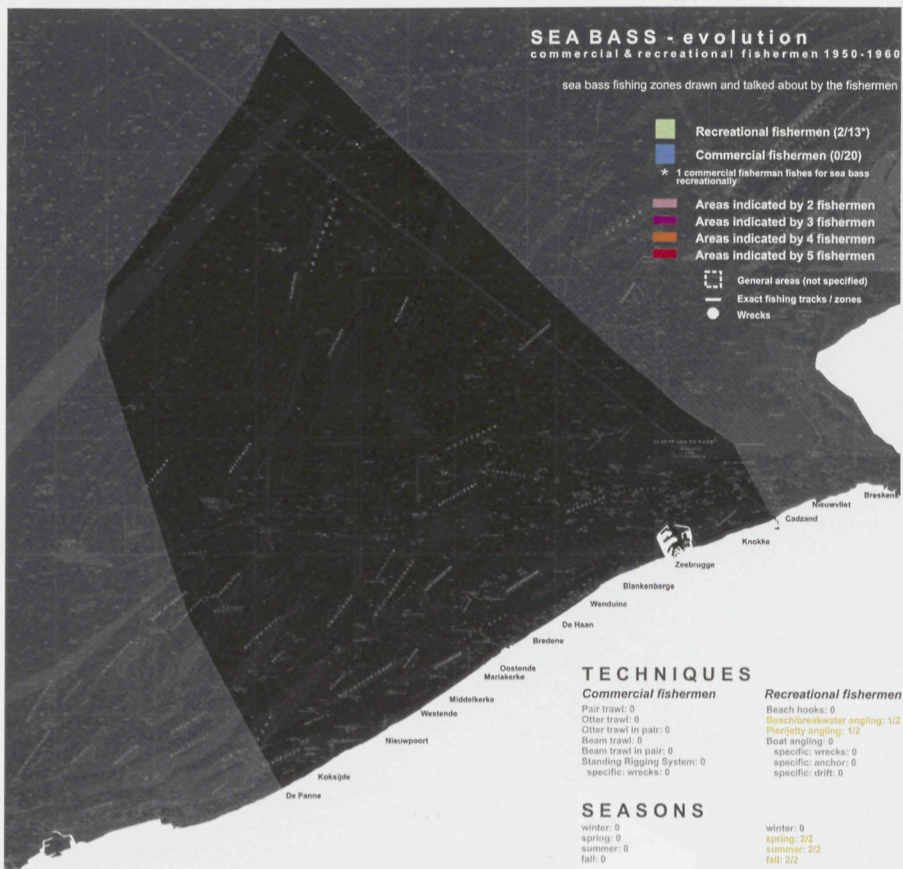 SEA BASS - evolution
commercial & recreational fishermen 1950-1960
sea bass fishing zones drawn and talked about by the fishermen
Recreational fishermen (2/13*)
Commercial fishermen (0/20)
* 1 commercial fisherman fishes for sea bass
recreationally
Areas indicated by 2 fishermen
Areas indicated by 3 fishermen
Areas indicated by 4 fishermen
Areas indicated by 5 fishermen
General areas (not specified)
Exact fishing tracks / zones
Wrecks
Breskens
Nieuwvliet
Cadzand
Knokke
Zeebrugge
Blankenberge
Wenduine
De Haan
Bredene
Oostende
Mariakerke
Middelkerke
Westende
Nieuwpoort
Koksijde
De Panne
TECHNIQUES
Commercial fishermen
Pair trawl: 0
Otter trawl: 0
Otter trawl in pair: 0
Beam trawl: 0
Beam trawl in pair: 0
Standing Rigging System: 0
specific: wrecks: 0
Recreational fishermen
Beach hooks: 0
Beach/breakwater angling: 1/2
Pier/jetty angling: 1/2
Boat angling: 0
specific: wrecks: 0
specific: anchor: 0
specific: drift: 0
SEASONS
winter: 0
spring: 0
summer: 0
fall: 0
winter: 0
spring: 2/2
summer: 2/2
fall: 2/2